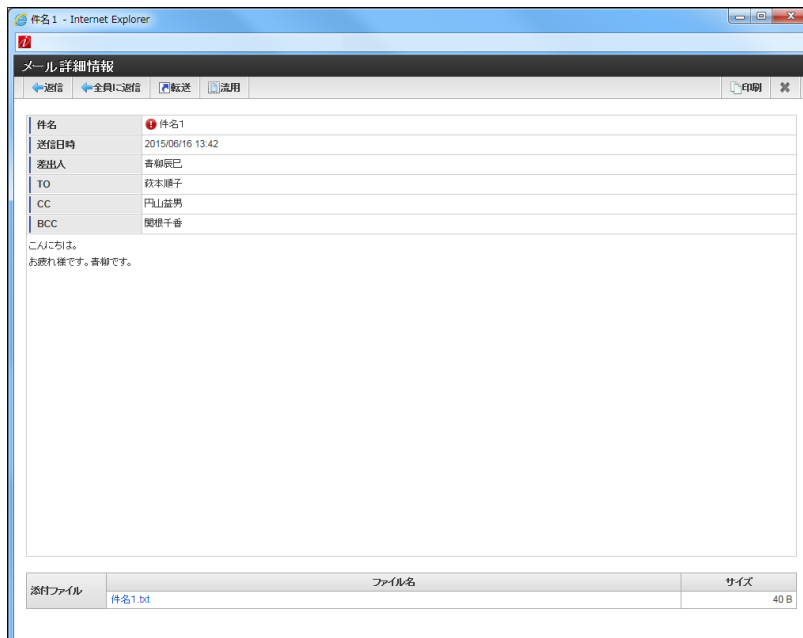 件名1 - Internet Explorer
メール詳細情報
返信 全員に返信 転送 流用 印刷
件名 件名1
送信日時 2015/06/16 13:42
差出人 青柳辰巳
TO 萩本順子
CC 円山益男
BCC 関根千香
こんにちは。
お疲れ様です。青柳です。
添付ファイル ファイル名 サイズ
件名1.txt 40 B